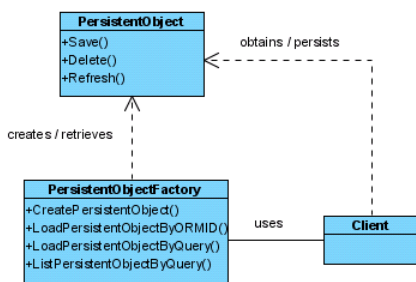 PersistentObject
+Save()
+Delete()
+Refresh()
obtains / persists
creates / retrieves
PersistentObjectFactory
+CreatePersistentObject()
+LoadPersistentObjectByORMID()
+LoadPersistentObjectByQuery()
+ListPersistentObjectByQuery()
uses
Client